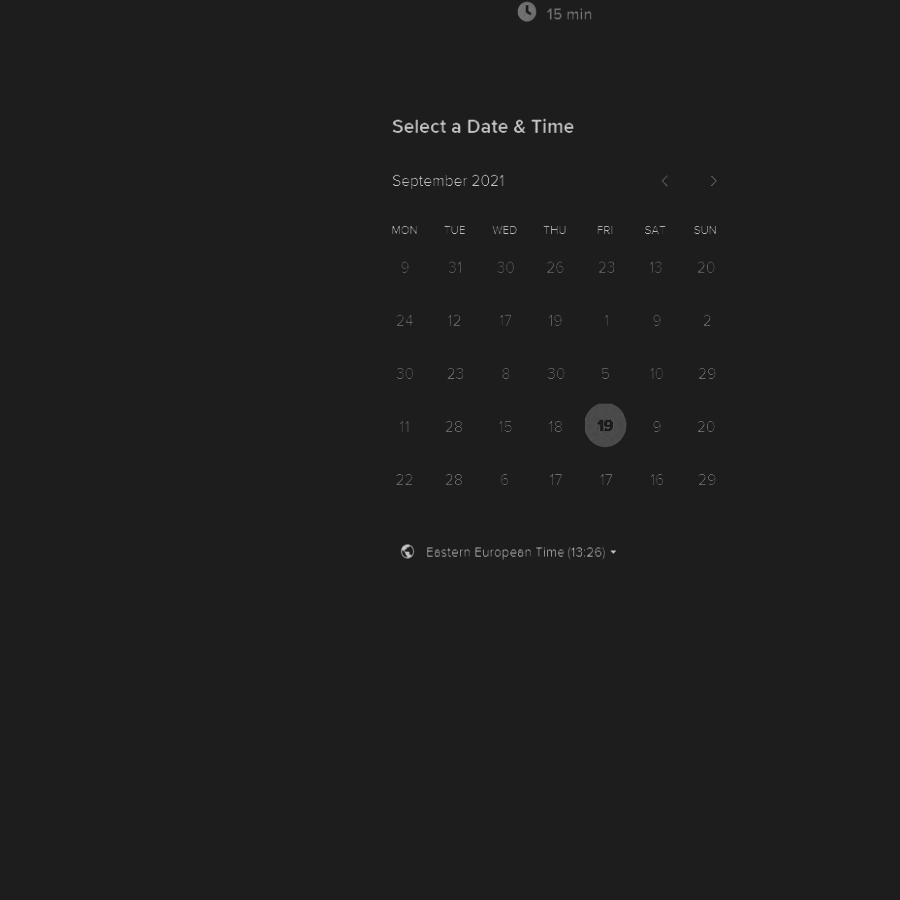 15 min
Select a Date & Time
September 2021
MON TUE WED THU FRI SAT SUN
9 31 30 26 23 13 20
24 12 17 19 1 9 2
30 23 8 30 5 10 29
11 28 15 18 19 9 20
22 28 6 17 17 16 29
Eastern European Time (13:26)